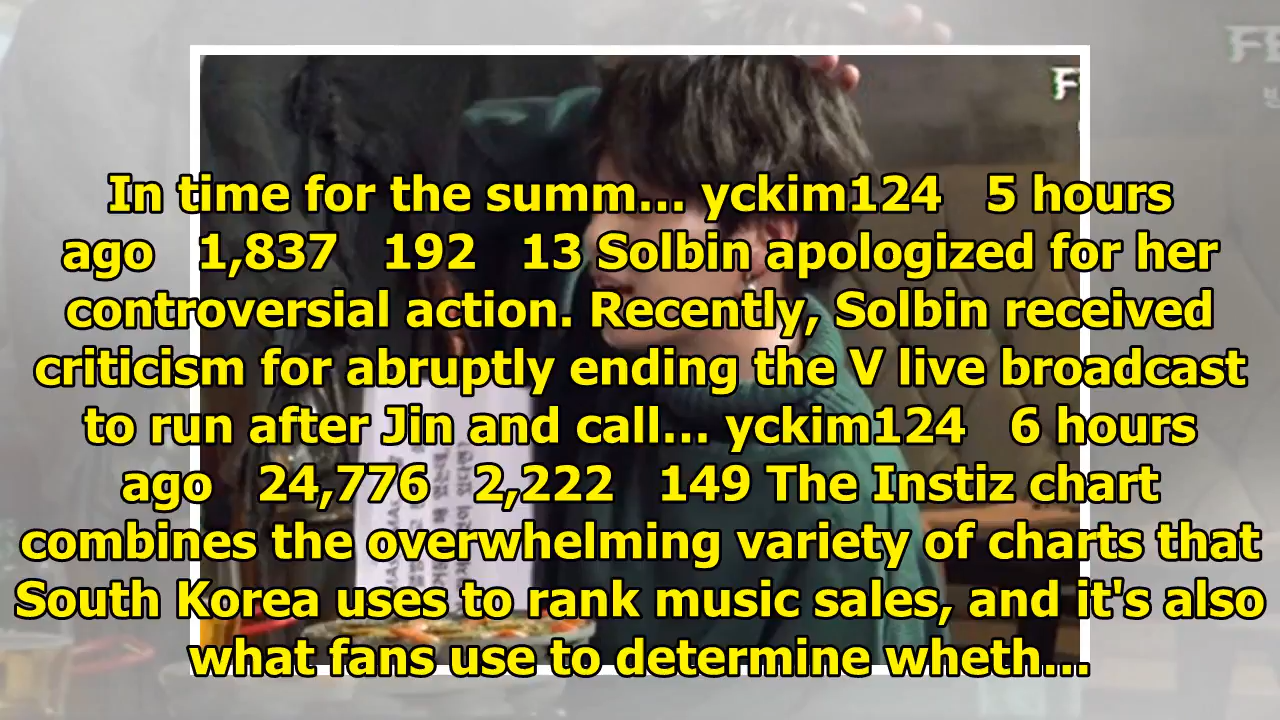 In time for the summ... yckim124 5 hours
ago 1,837 192 13 Solbin apologized for her
controversial action. Recently, Solbin received
criticism for abruptly ending the V live broadcast
to run after Jin and call... yckim124 6 hours
ago 24,776 2,222 149 The Instiz chart
combines the overwhelming variety of charts that
South Korea uses to rank music sales, and it's also
what fans use to determine wheth...